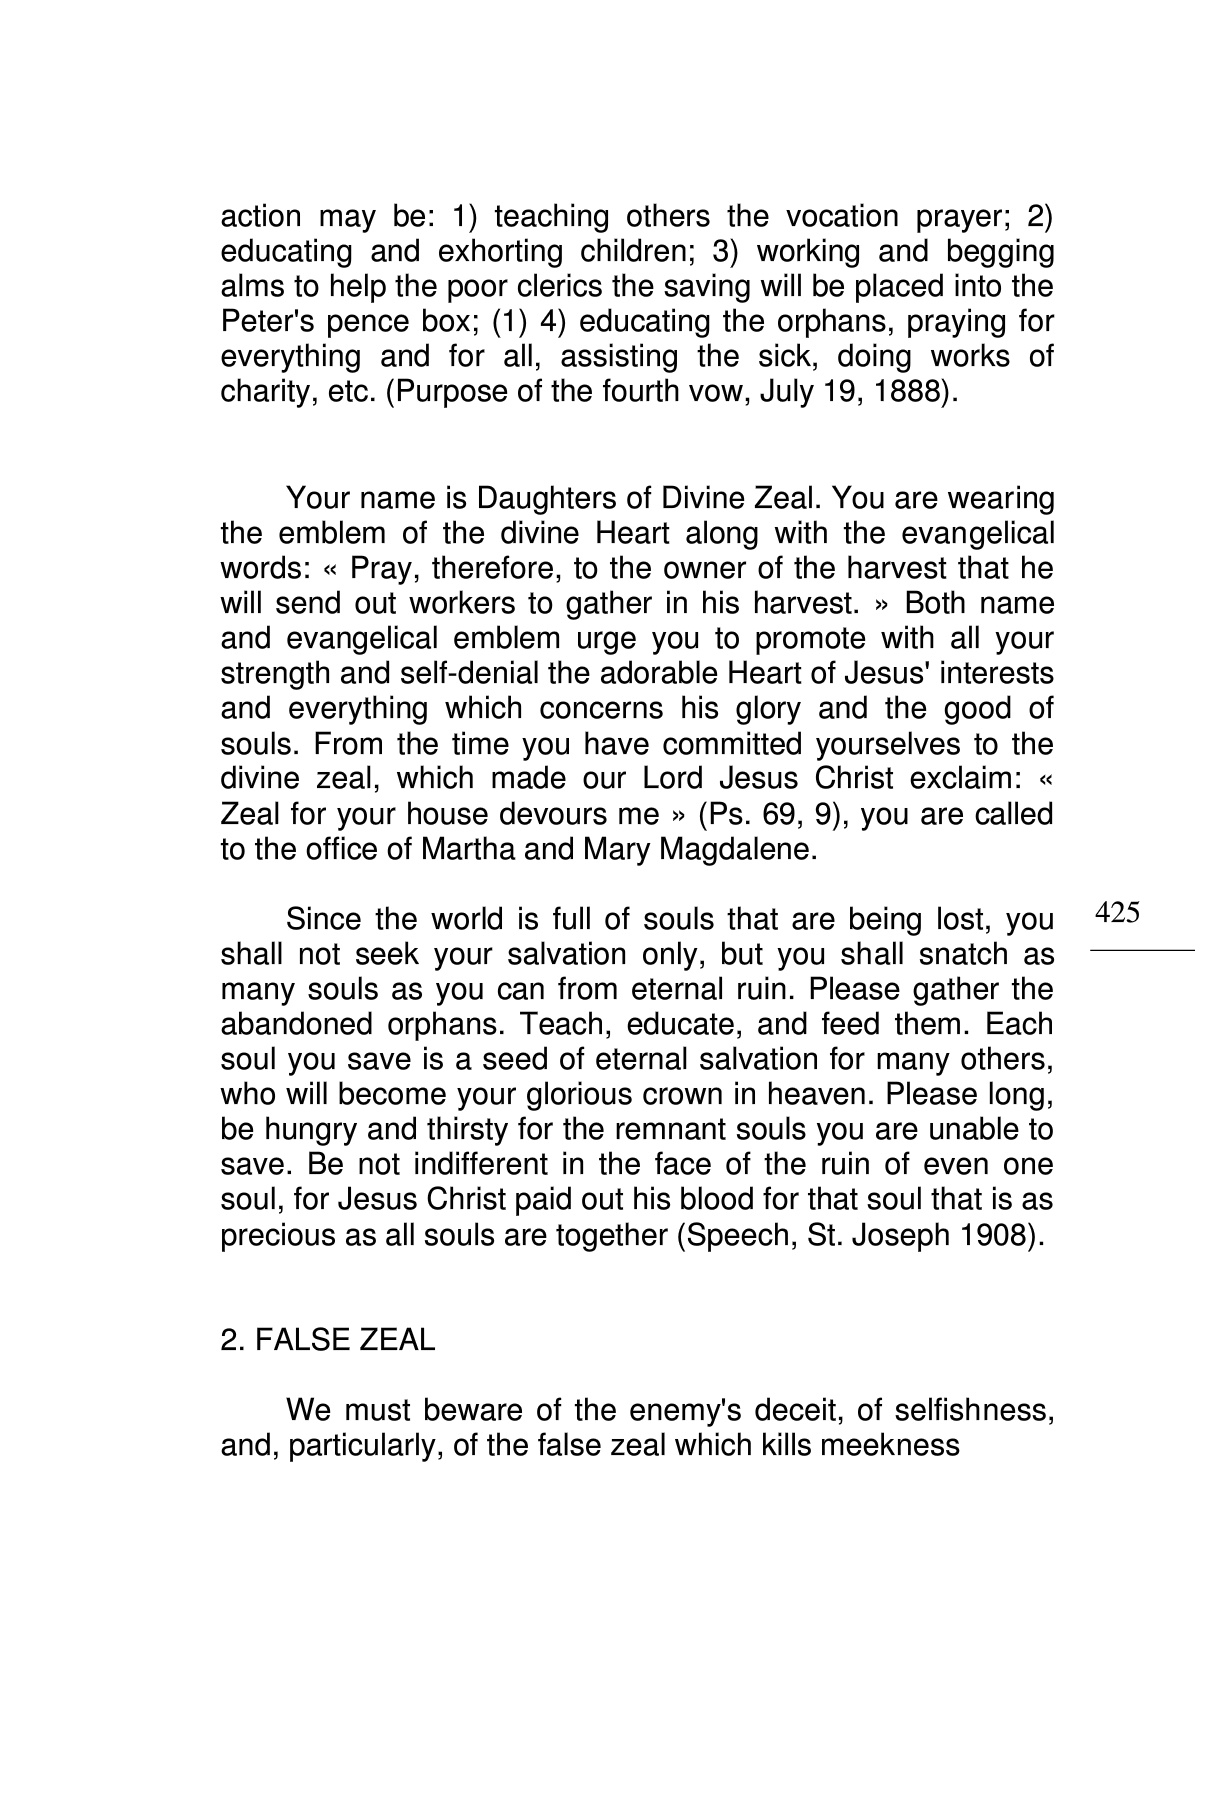 action may be: 1) teaching others the vocation prayer; 2)
educating and exhorting children; 3) working and begging
alms to help the poor clerics the saving will be placed into the
Peter's pence box; (1) 4) educating the orphans, praying for
everything and for all, assisting the sick, doing works of
charity, etc. (Purpose of the fourth vow, July 19, 1888).
Your name is Daughters of Divine Zeal. You are wearing
the emblem of the divine Heart along with the evangelical
words: « Pray, therefore, to the owner of the harvest that he
will send out workers to gather in his harvest. » Both name
and evangelical emblem urge you to promote with all your
strength and self-denial the adorable Heart of Jesus' interests
and everything which concerns his glory and the good of
souls. From the time you have committed yourselves to the
divine zeal, which made our Lord Jesus Christ exclaim: «
Zeal for your house devours me » (Ps. 69, 9), you are called
to the office of Martha and Mary Magdalene.
Since the world is full of souls that are being lost, you
shall not seek your salvation only, but you shall snatch as
many souls as you can from eternal ruin. Please gather the
abandoned orphans. Teach, educate, and feed them. Each
soul you save is a seed of eternal salvation for many others,
who will become your glorious crown in heaven. Please long,
be hungry and thirsty for the remnant souls you are unable to
save. Be not indifferent in the face of the ruin of even one
soul, for Jesus Christ paid out his blood for that soul that is as
precious as all souls are together (Speech, St. Joseph 1908).
425
2. FALSE ZEAL
We must beware of the enemy's deceit, of selfishness,
and, particularly, of the false zeal which kills meekness